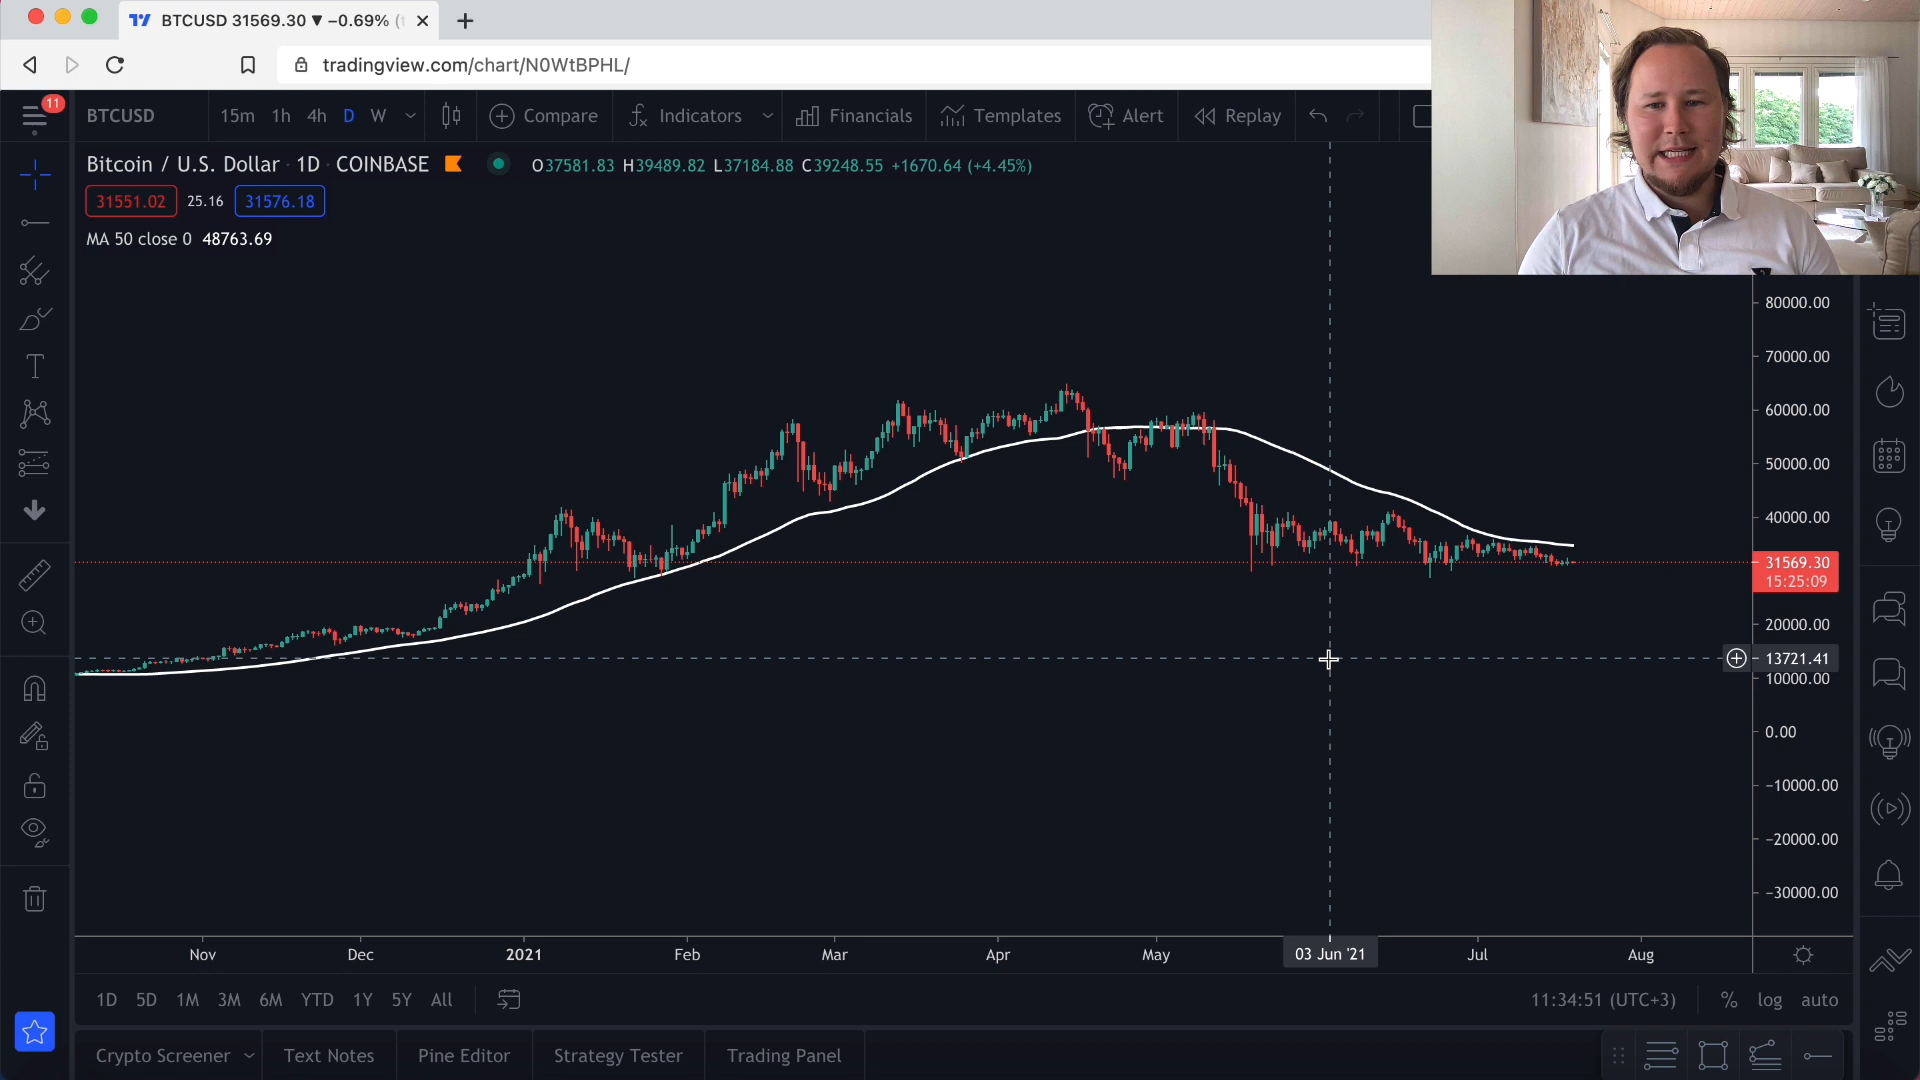 BTCUSD 31569.30 ▼ −0.69% (
tradingview.com/chart/N0WtBPHL/
11
BTCUSD 15m 1h 4h D W Compare Indicators Financials Templates Alert Replay
Bitcoin / U.S. Dollar · 1D · COINBASE O37581.83 H39489.82 L37184.88 C39248.55 +1670.64 (+4.45%)
31551.02 25.16 31576.18
MA 50 close 0 48763.69
80000.00
70000.00
60000.00
50000.00
40000.00
31569.30
15:25:09
20000.00
13721.41
10000.00
0.00
−10000.00
−20000.00
−30000.00
Nov Dec 2021 Feb Mar Apr May 03 Jun '21 Jul Aug
1D 5D 1M 3M 6M YTD 1Y 5Y All 11:34:51 (UTC+3) % log auto
Crypto Screener Text Notes Pine Editor Strategy Tester Trading Panel